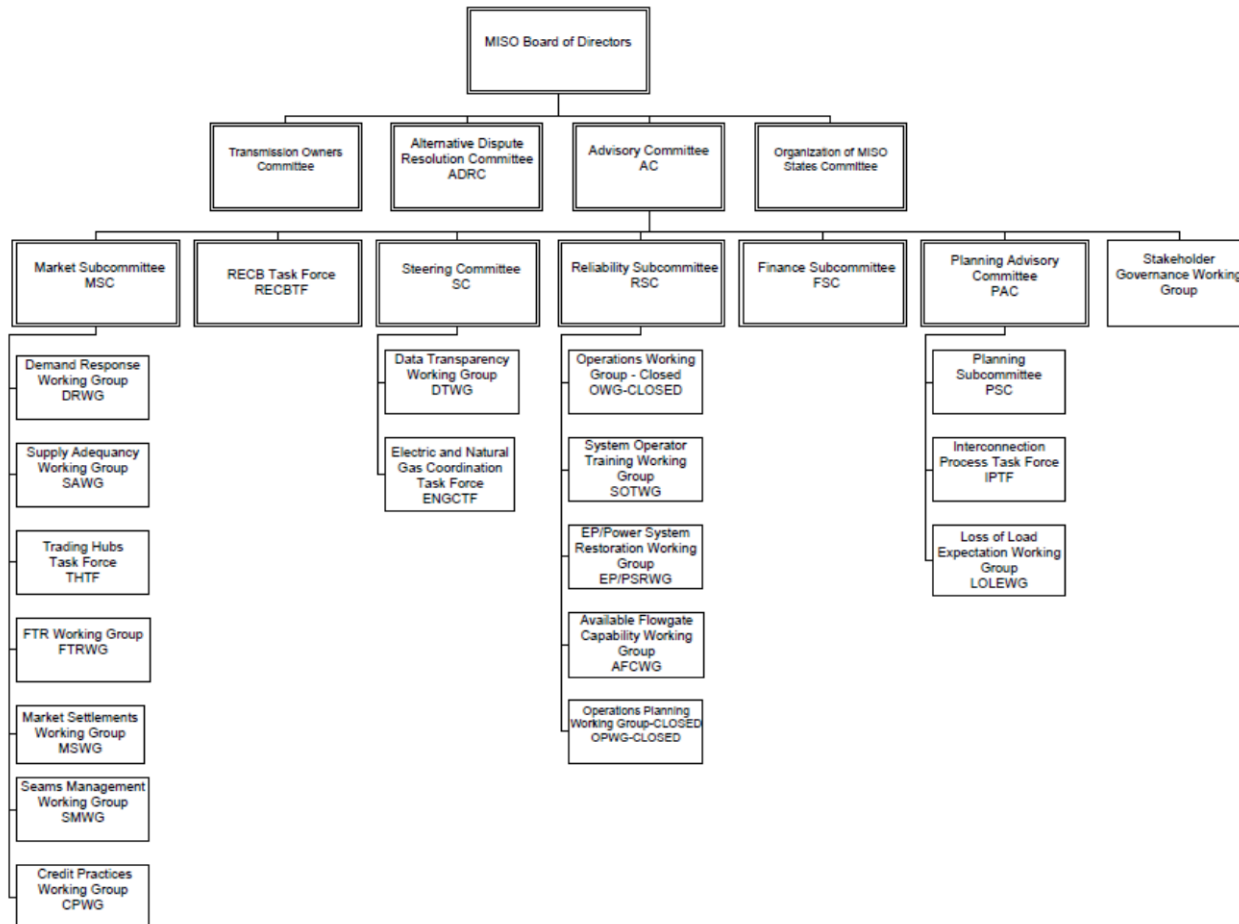 MISO Board of Directors
Transmission Owners
Committee
Alternative Dispute
Resolution Committee
ADRC
Advisory Committee
AC
Organization of MISO
States Committee
Market Subcommittee
MSC
RECB Task Force
RECBTF
Steering Committee
SC
Reliability Subcommittee
RSC
Finance Subcommittee
FSC
Planning Advisory
Committee
PAC
Stakeholder
Governance Working
Group
Demand Response
Working Group
DRWG
Supply Adequancy
Working Group
SAWG
Trading Hubs
Task Force
THTF
FTR Working Group
FTRWG
Market Settlements
Working Group
MSWG
Seams Management
Working Group
SMWG
Credit Practices
Working Group
CPWG
Data Transparency
Working Group
DTWG
Electric and Natural
Gas Coordination
Task Force
ENGCTF
Operations Working
Group - Closed
OWG-CLOSED
System Operator
Training Working
Group
SOTWG
EP/Power System
Restoration Working
Group
EP/PSRWG
Available Flowgate
Capability Working
Group
AFCWG
Operations Planning
Working Group-CLOSED
OPWG-CLOSED
Planning
Subcommittee
PSC
Interconnection
Process Task Force
IPTF
Loss of Load
Expectation Working
Group
LOLEWG